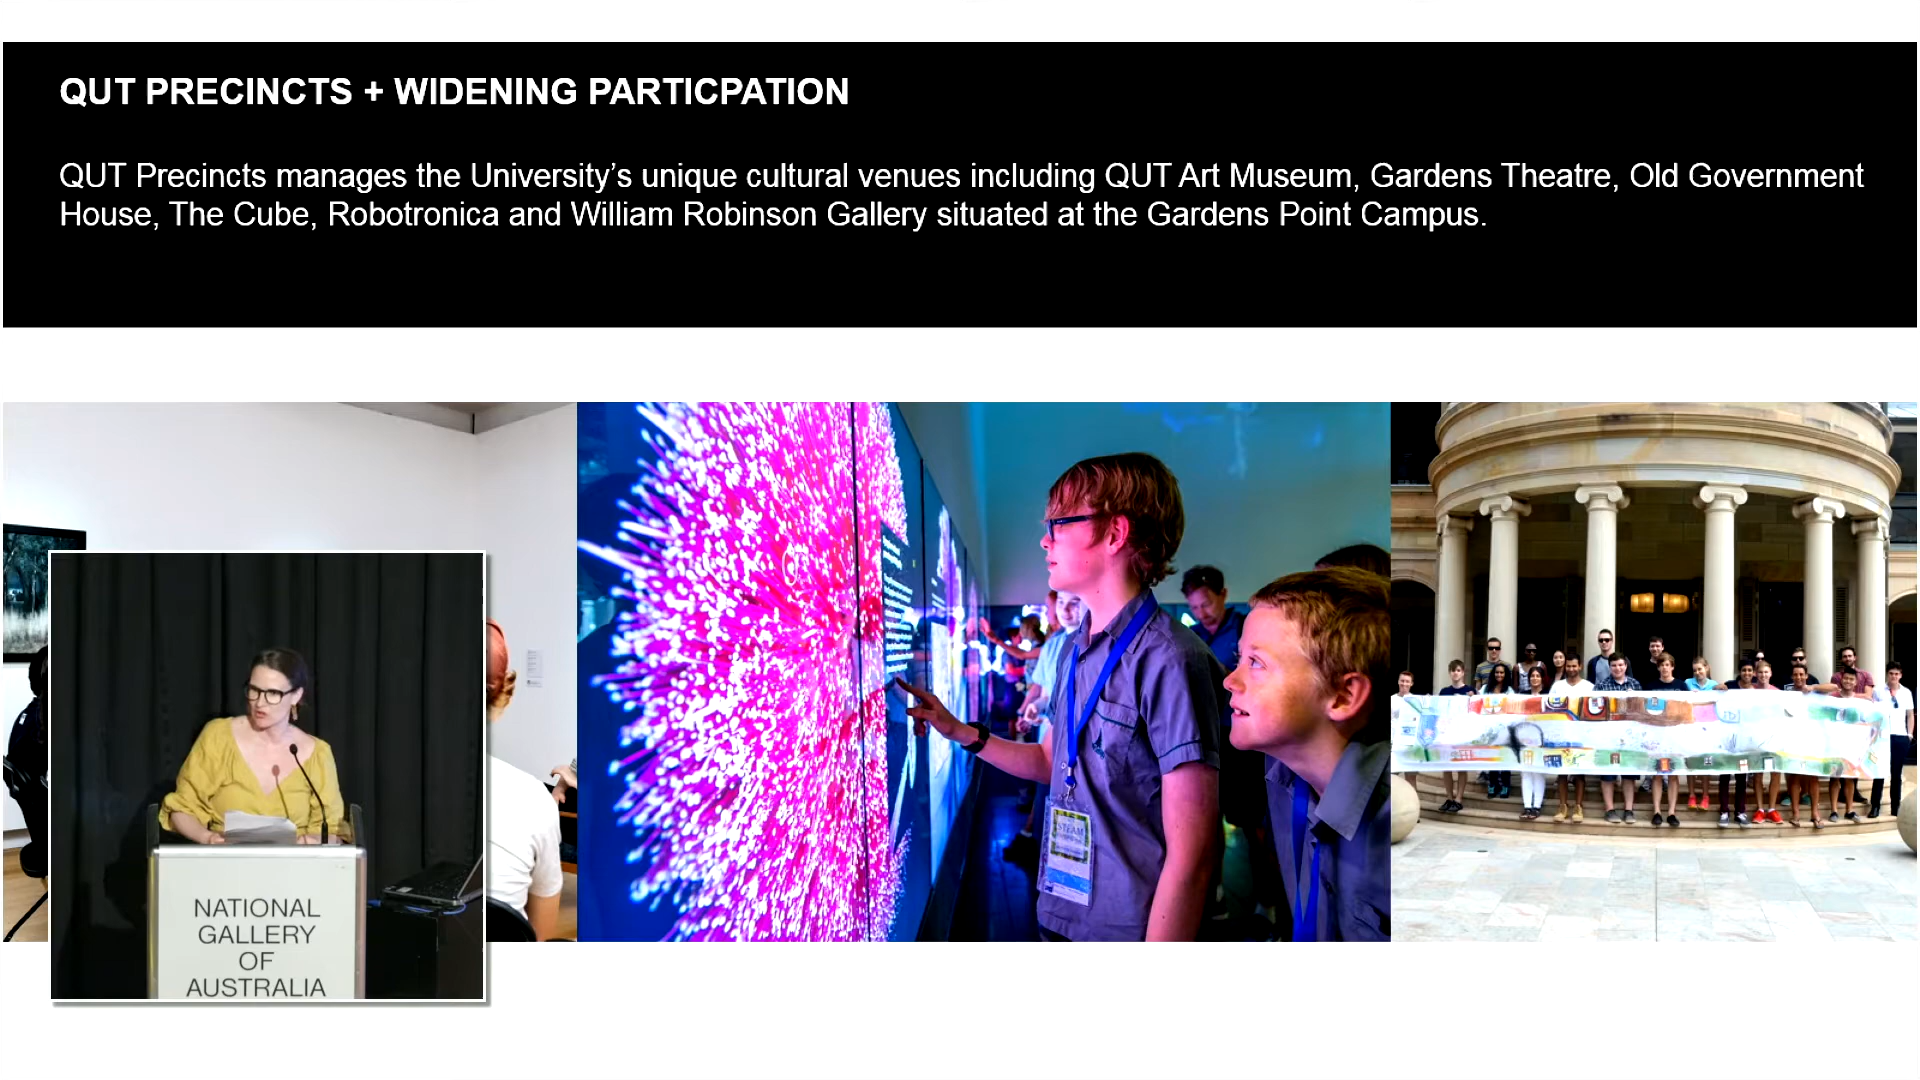 QUT PRECINCTS + WIDENING PARTICPATION
QUT Precincts manages the University’s unique cultural venues including QUT Art Museum, Gardens Theatre, Old Government
House, The Cube, Robotronica and William Robinson Gallery situated at the Gardens Point Campus.
STEAM
NATIONAL
GALLERY
OF
AUSTRALIA